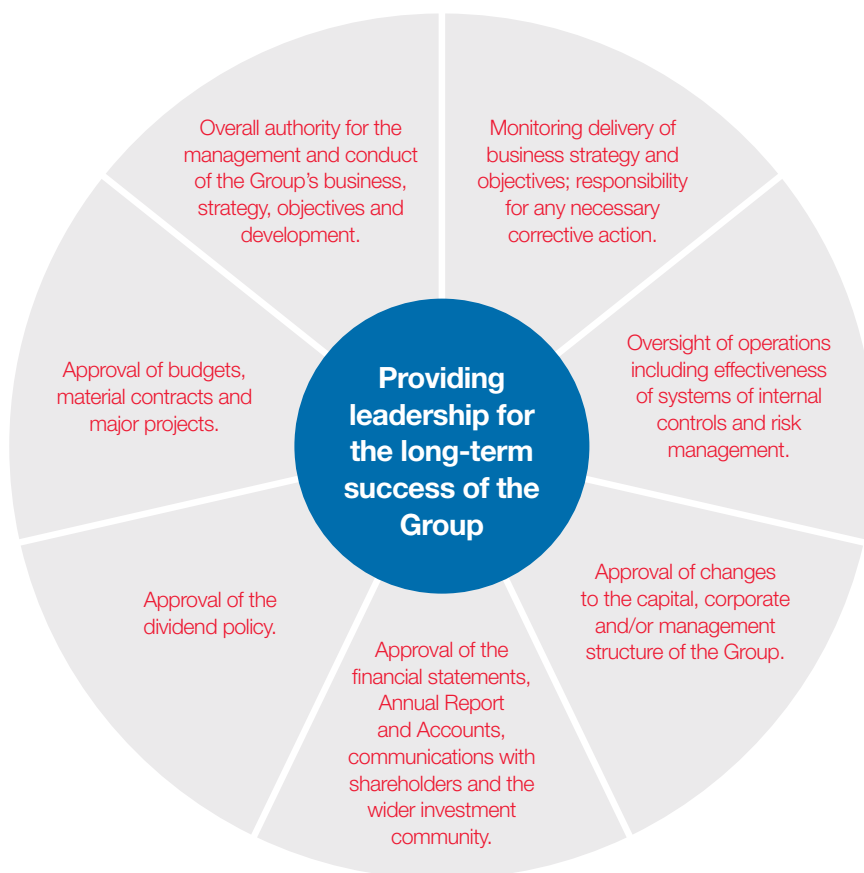 Overall authority for the
management and conduct
of the Group's business,
strategy, objectives and
development.
Monitoring delivery of
business strategy and
objectives; responsibility
for any necessary
corrective action.
Oversight of operations
including effectiveness
of systems of internal
controls and risk
management.
Approval of changes
to the capital, corporate
and/or management
structure of the Group.
Approval of the
financial statements,
Annual Report
and Accounts,
communications with
shareholders and the
wider investment
community.
Approval of the
dividend policy.
Approval of budgets,
material contracts and
major projects.
Providing
leadership for
the long-term
success of the
Group